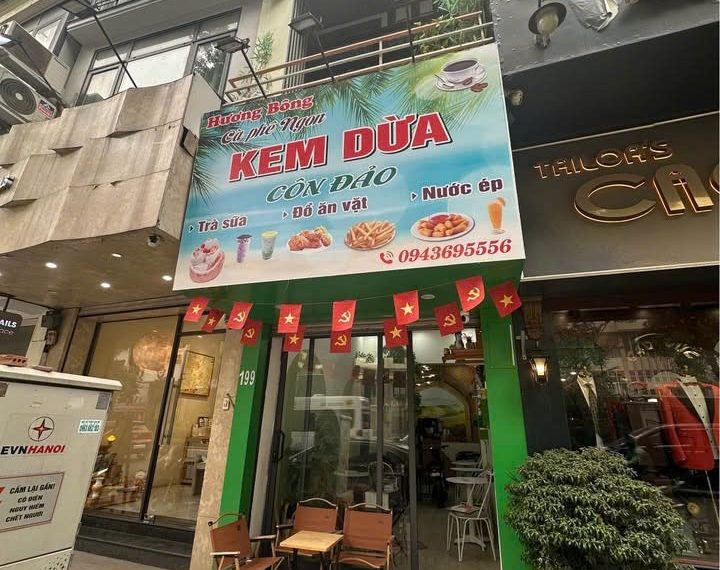 Hương Bông
Cà phê Ngon
KEM DỪA
CÔN ĐẢO
Trà sữa
Đồ ăn vặt
Nước ép
0943695556
TAILOR'S
199
AILS
EVNHANOI
CẤM LẠI GẦN!
CÓ ĐIỆN
NGUY HIỂM
CHẾT NGƯỜI